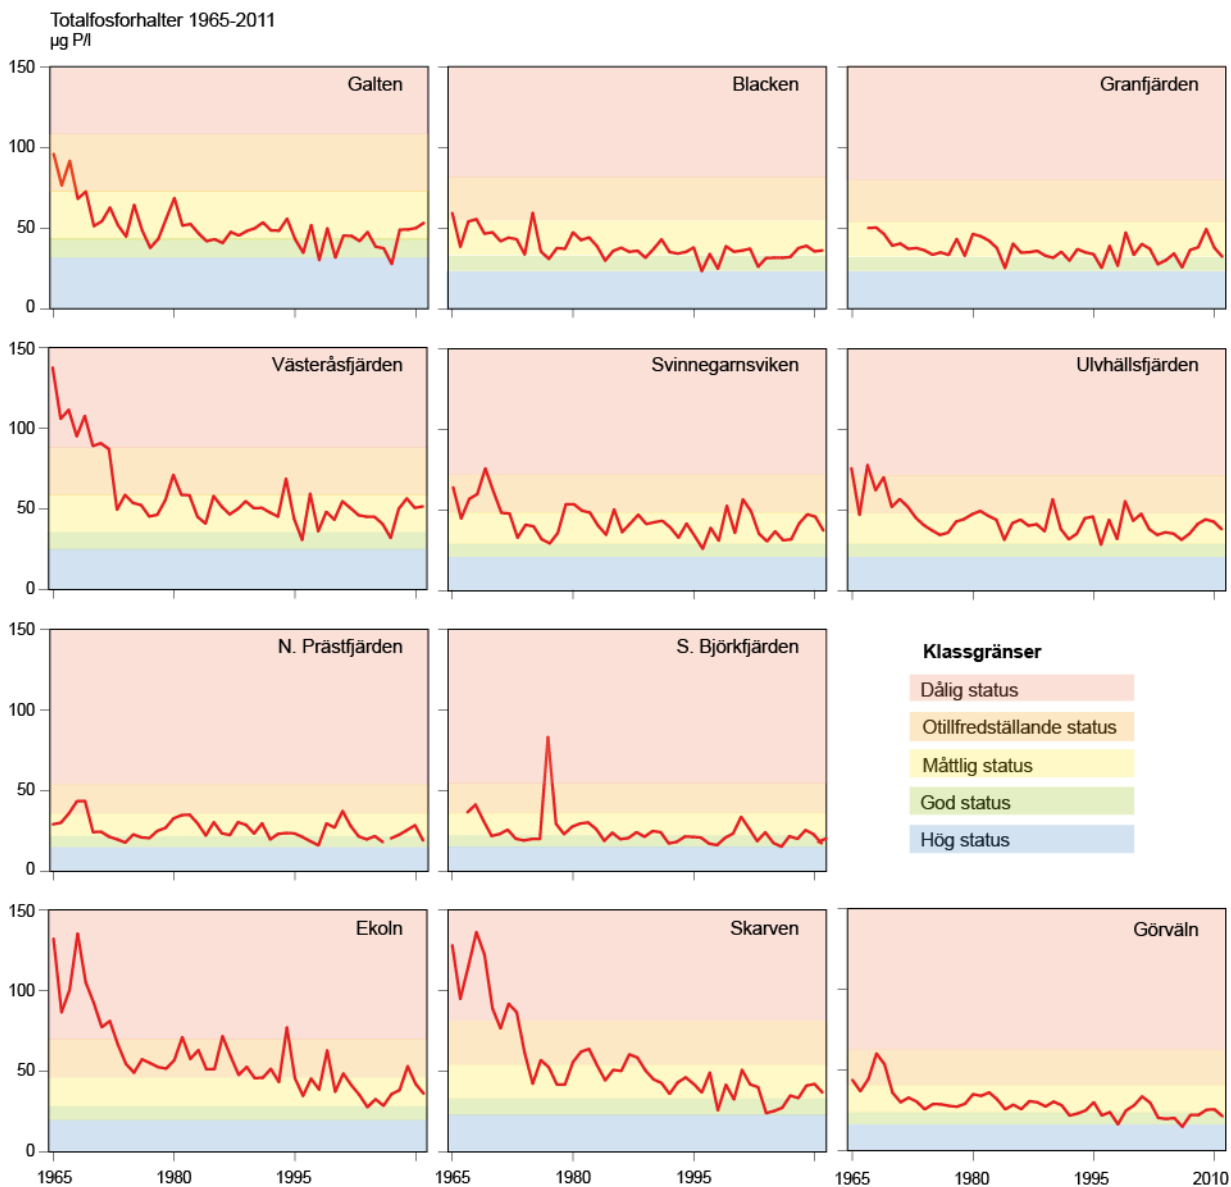 Totalfosforhalter 1965-2011
µg P/l
150
100
50
0
Galten
Blacken
Granfjärden
150
100
50
0
Västeråsfjärden
Svinnegarnsviken
Ulvhällsfjärden
150
100
50
0
N. Prästfjärden
S. Björkfjärden
Klassgränser
Dålig status
Otillfredställande status
Måttlig status
God status
Hög status
150
100
50
0
Ekoln
Skarven
Görväln
1965 1980 1995 1965 1980 1995 1965 1980 1995 2010